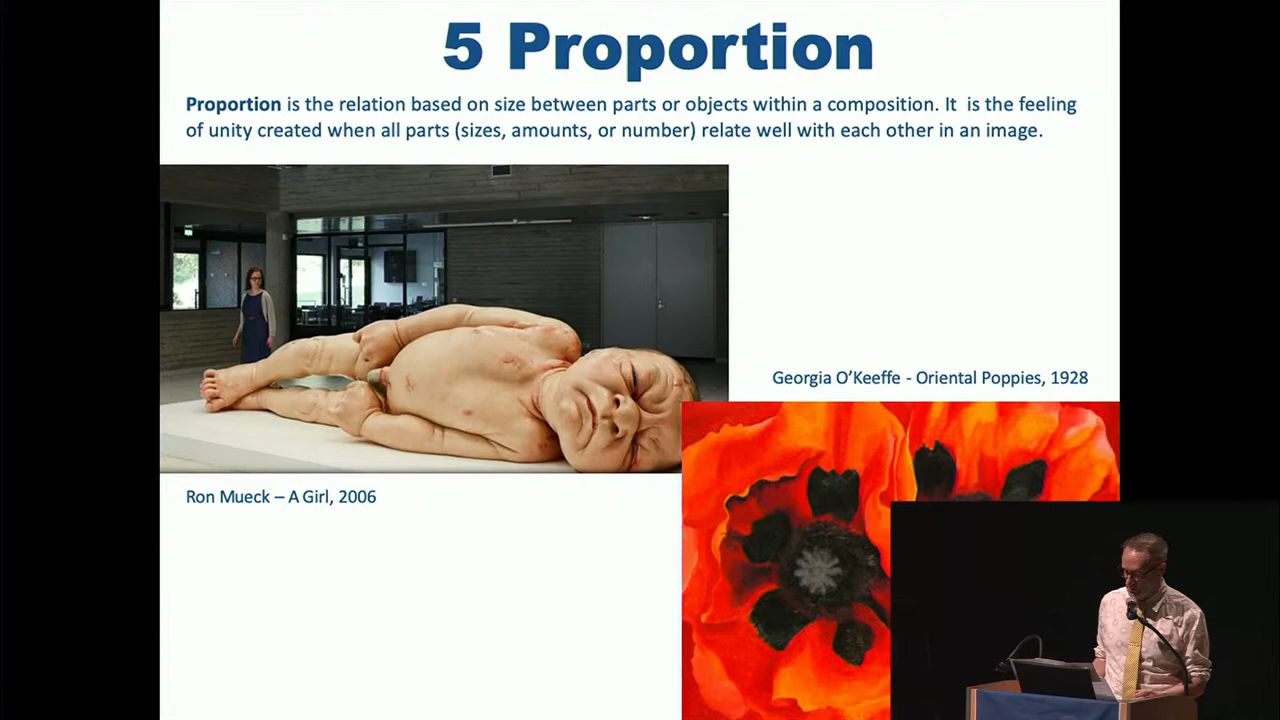 5 Proportion
Proportion is the relation based on size between parts or objects within a composition. It  is the feeling
of unity created when all parts (sizes, amounts, or number) relate well with each other in an image.
Georgia O’Keeffe - Oriental Poppies, 1928
Ron Mueck – A Girl, 2006